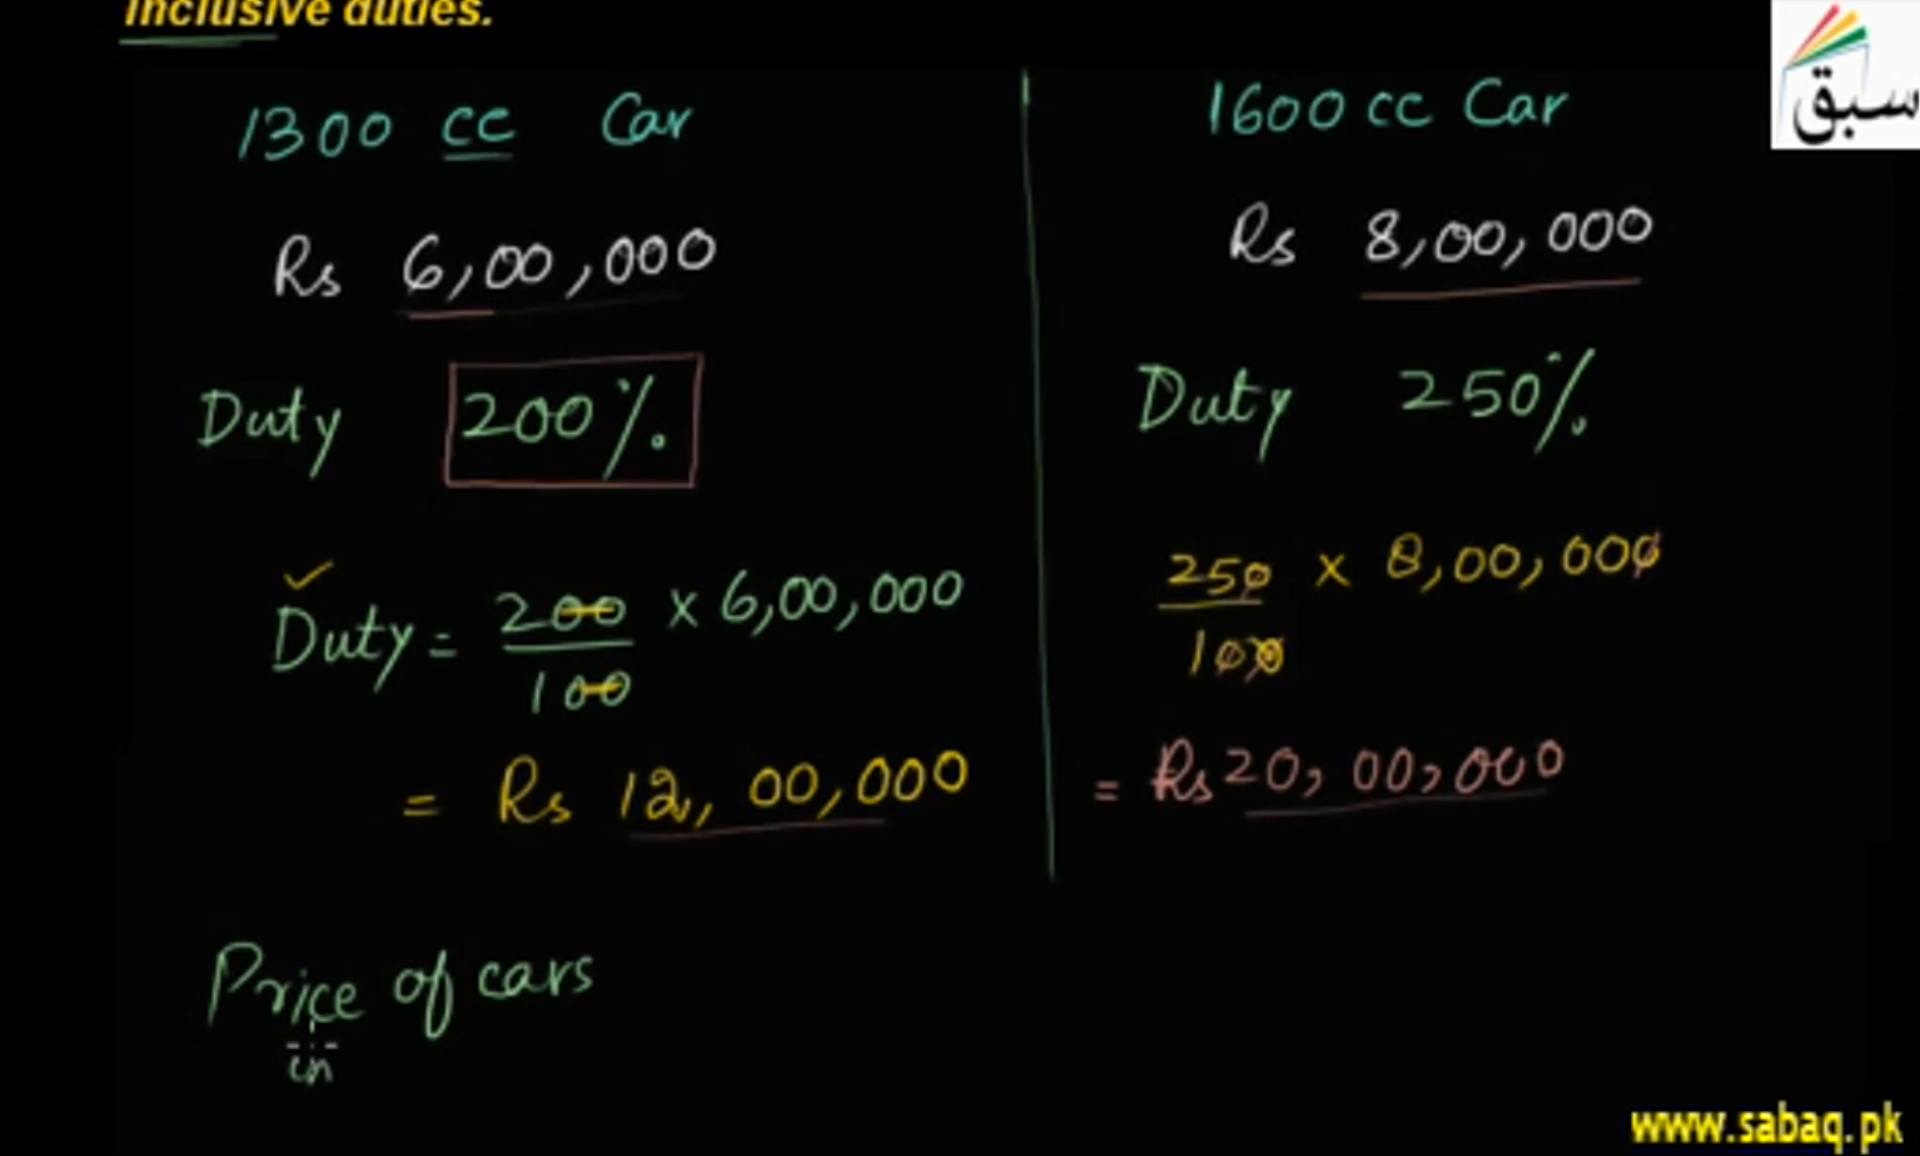 inclusive duties.
سبق
1300 cc Car
Rs 6,00,000
Duty 200%
Duty = 200/100 x 6,00,000
= Rs 12,00,000
1600 cc Car
Rs 8,00,000
Duty 250%
250/100 x 8,00,000
= Rs 20,00,000
Price of cars
in
www.sabaq.pk